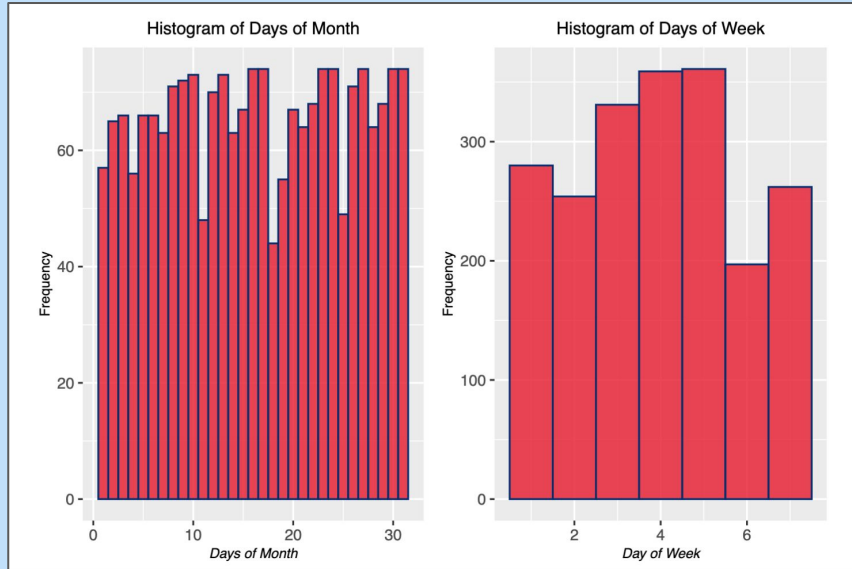 Histogram of Days of Month
60
40
20
0
Frequency
0 10 20 30
Days of Month
Histogram of Days of Week
300
200
100
0
Frequency
2 4 6
Day of Week